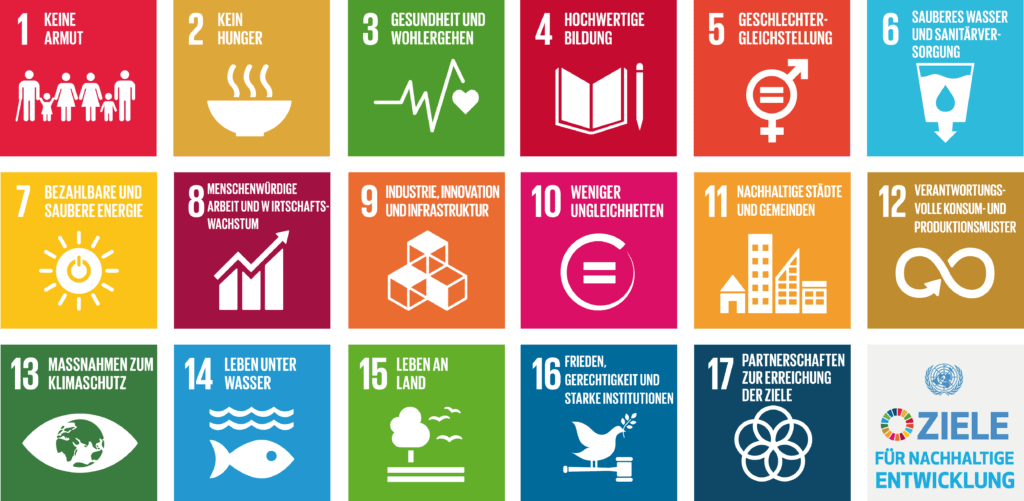 1 KEINE
ARMUT
2 KEIN
HUNGER
3 GESUNDHEIT UND
WOHLERGEHEN
4 HOCHWERTIGE
BILDUNG
5 GESCHLECHTER-
GLEICHSTELLUNG
6 SAUBERES WASSER
UND SANITÄRVER-
SORGUNG
7 BEZAHLBARE UND
SAUBERE ENERGIE
8 MENSCHENWÜRDIGE
ARBEIT UND WIRTSCHAFTS-
WACHSTUM
9 INDUSTRIE, INNOVATION
UND INFRASTRUKTUR
10 WENIGER
UNGLEICHHEITEN
11 NACHHALTIGE STÄDTE
UND GEMEINDEN
12 VERANTWORTUNGS-
VOLLE KONSUM- UND
PRODUKTIONSMUSTER
13 MASSNAHMEN ZUM
KLIMASCHUTZ
14 LEBEN UNTER
WASSER
15 LEBEN AN
LAND
16 FRIEDEN,
GERECHTIGKEIT UND
STARKE INSTITUTIONEN
17 PARTNERSCHAFTEN
ZUR ERREICHUNG
DER ZIELE
ZIELE
FÜR NACHHALTIGE
ENTWICKLUNG